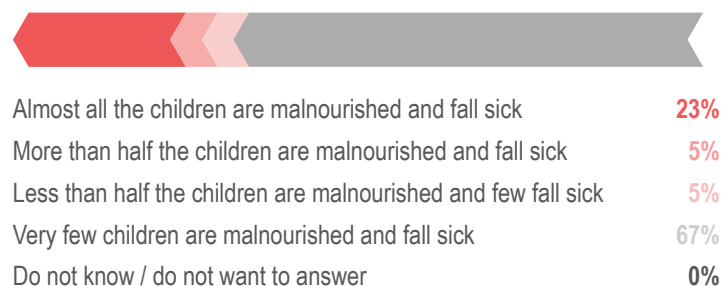 Almost all the children are malnourished and fall sick 23%
More than half the children are malnourished and fall sick 5%
Less than half the children are malnourished and few fall sick 5%
Very few children are malnourished and fall sick 67%
Do not know / do not want to answer 0%